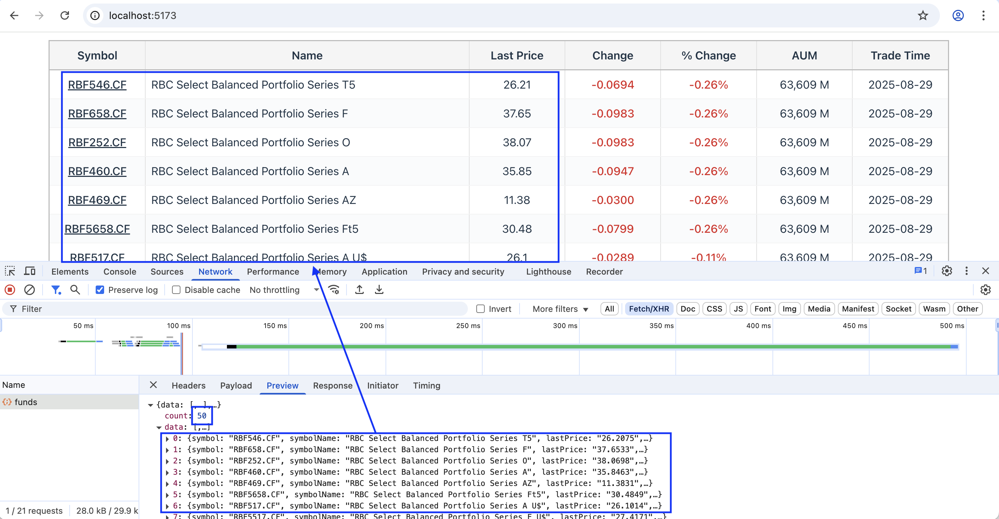 localhost:5173
Symbol Name Last Price Change % Change AUM Trade Time
RBF546.CF RBC Select Balanced Portfolio Series T5 26.21 -0.0694 -0.26% 63,609 M 2025-08-29
RBF658.CF RBC Select Balanced Portfolio Series F 37.65 -0.0983 -0.26% 63,609 M 2025-08-29
RBF252.CF RBC Select Balanced Portfolio Series O 38.07 -0.0983 -0.26% 63,609 M 2025-08-29
RBF460.CF RBC Select Balanced Portfolio Series A 35.85 -0.0947 -0.26% 63,609 M 2025-08-29
RBF469.CF RBC Select Balanced Portfolio Series AZ 11.38 -0.0300 -0.26% 63,609 M 2025-08-29
RBF5658.CF RBC Select Balanced Portfolio Series Ft5 30.48 -0.0799 -0.26% 63,609 M 2025-08-29
RBF517.CF RBC Select Balanced Portfolio Series A U$ 26.1 -0.0289 -0.11% 63,609 M 2025-08-29
Elements Console Sources Network Performance Memory Application Privacy and security Lighthouse Recorder 1
Preserve log Disable cache No throttling
Filter Invert More filters All Fetch/XHR Doc CSS JS Font Img Media Manifest Socket Wasm Other
50 ms 100 ms 150 ms 200 ms 250 ms 300 ms 350 ms 400 ms 450 ms 500 ms
Name Headers Payload Preview Response Initiator Timing
funds
{data: [,…],…}
count: 50
data: [,…]
0: {symbol: "RBF546.CF", symbolName: "RBC Select Balanced Portfolio Series T5", lastPrice: "26.2075",…}
1: {symbol: "RBF658.CF", symbolName: "RBC Select Balanced Portfolio Series F", lastPrice: "37.6533",…}
2: {symbol: "RBF252.CF", symbolName: "RBC Select Balanced Portfolio Series O", lastPrice: "38.0698",…}
3: {symbol: "RBF460.CF", symbolName: "RBC Select Balanced Portfolio Series A", lastPrice: "35.8463",…}
4: {symbol: "RBF469.CF", symbolName: "RBC Select Balanced Portfolio Series AZ", lastPrice: "11.3831",…}
5: {symbol: "RBF5658.CF", symbolName: "RBC Select Balanced Portfolio Series Ft5", lastPrice: "30.4849",…}
6: {symbol: "RBF517.CF", symbolName: "RBC Select Balanced Portfolio Series A U$", lastPrice: "26.1014",…}
7: {symbol: "RBF5517.CF", symbolName: "RBC Select Balanced Portfolio Series F U$", lastPrice: "27.4171",…}
1 / 21 requests 28.0 kB / 29.9 k